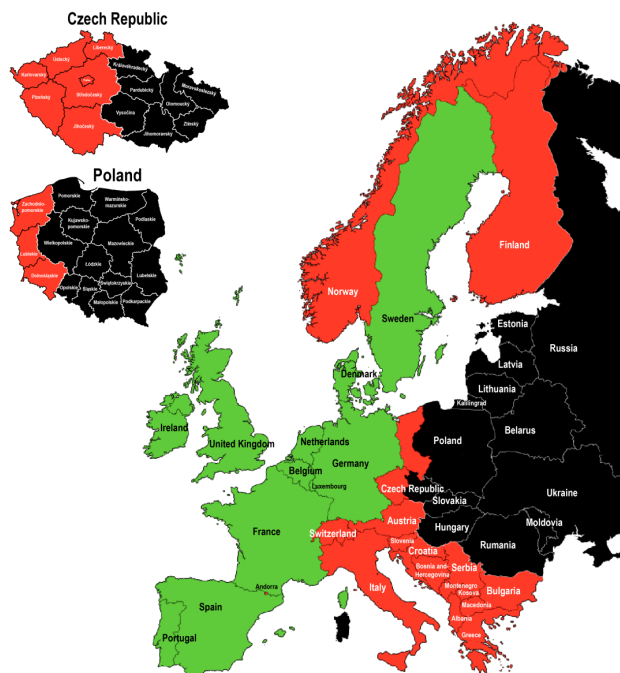 Czech Republic
Liberecký
Ústecký
Karlovarský
Královéhradecký
Moravskoslezský
Plzeňský
Středočeský
Pardubický
Olomoucký
Vysočina
Zlínský
Jihočeský
Jihomoravský
Poland
Pomorskie
Warmińsko-
mazurskie
Zachodnio-
pomorskie
Kujawsko-
pomorskie
Podlaskie
Wielkopolskie
Mazowieckie
Lubelskie
Łódzkie
Dolnośląskie
Lubelskie
Opolskie
Śląskie
Świętokrzyskie
Małopolskie
Podkarpackie
Finland
Norway
Sweden
Estonia
Russia
Latvia
Denmark
Lithuania
Kaliningrad
Ireland
United Kingdom
Netherlands
Poland
Belarus
Belgium
Germany
Luxembourg
Czech Republic
Slovakia
Ukraine
France
Switzerland
Austria
Hungary
Moldovia
Slovenia
Croatia
Rumania
Bosnia and-
Hercegovina
Serbia
Andorra
Italy
Montenegro
Kosova
Bulgaria
Spain
Macedonia
Portugal
Albania
Greece